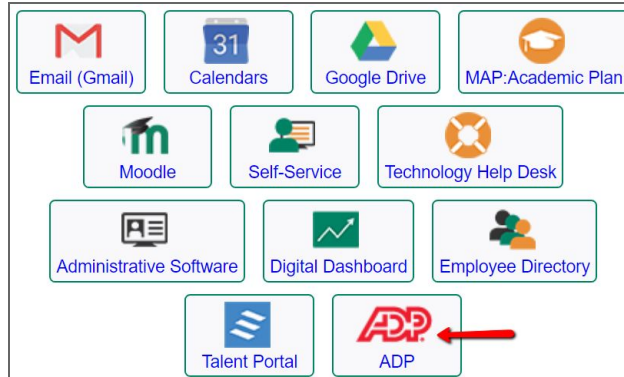 31
Email (Gmail) Calendars Google Drive MAP:Academic Plan
m
Moodle Self-Service Technology Help Desk
Administrative Software Digital Dashboard Employee Directory
ADP
Talent Portal ADP